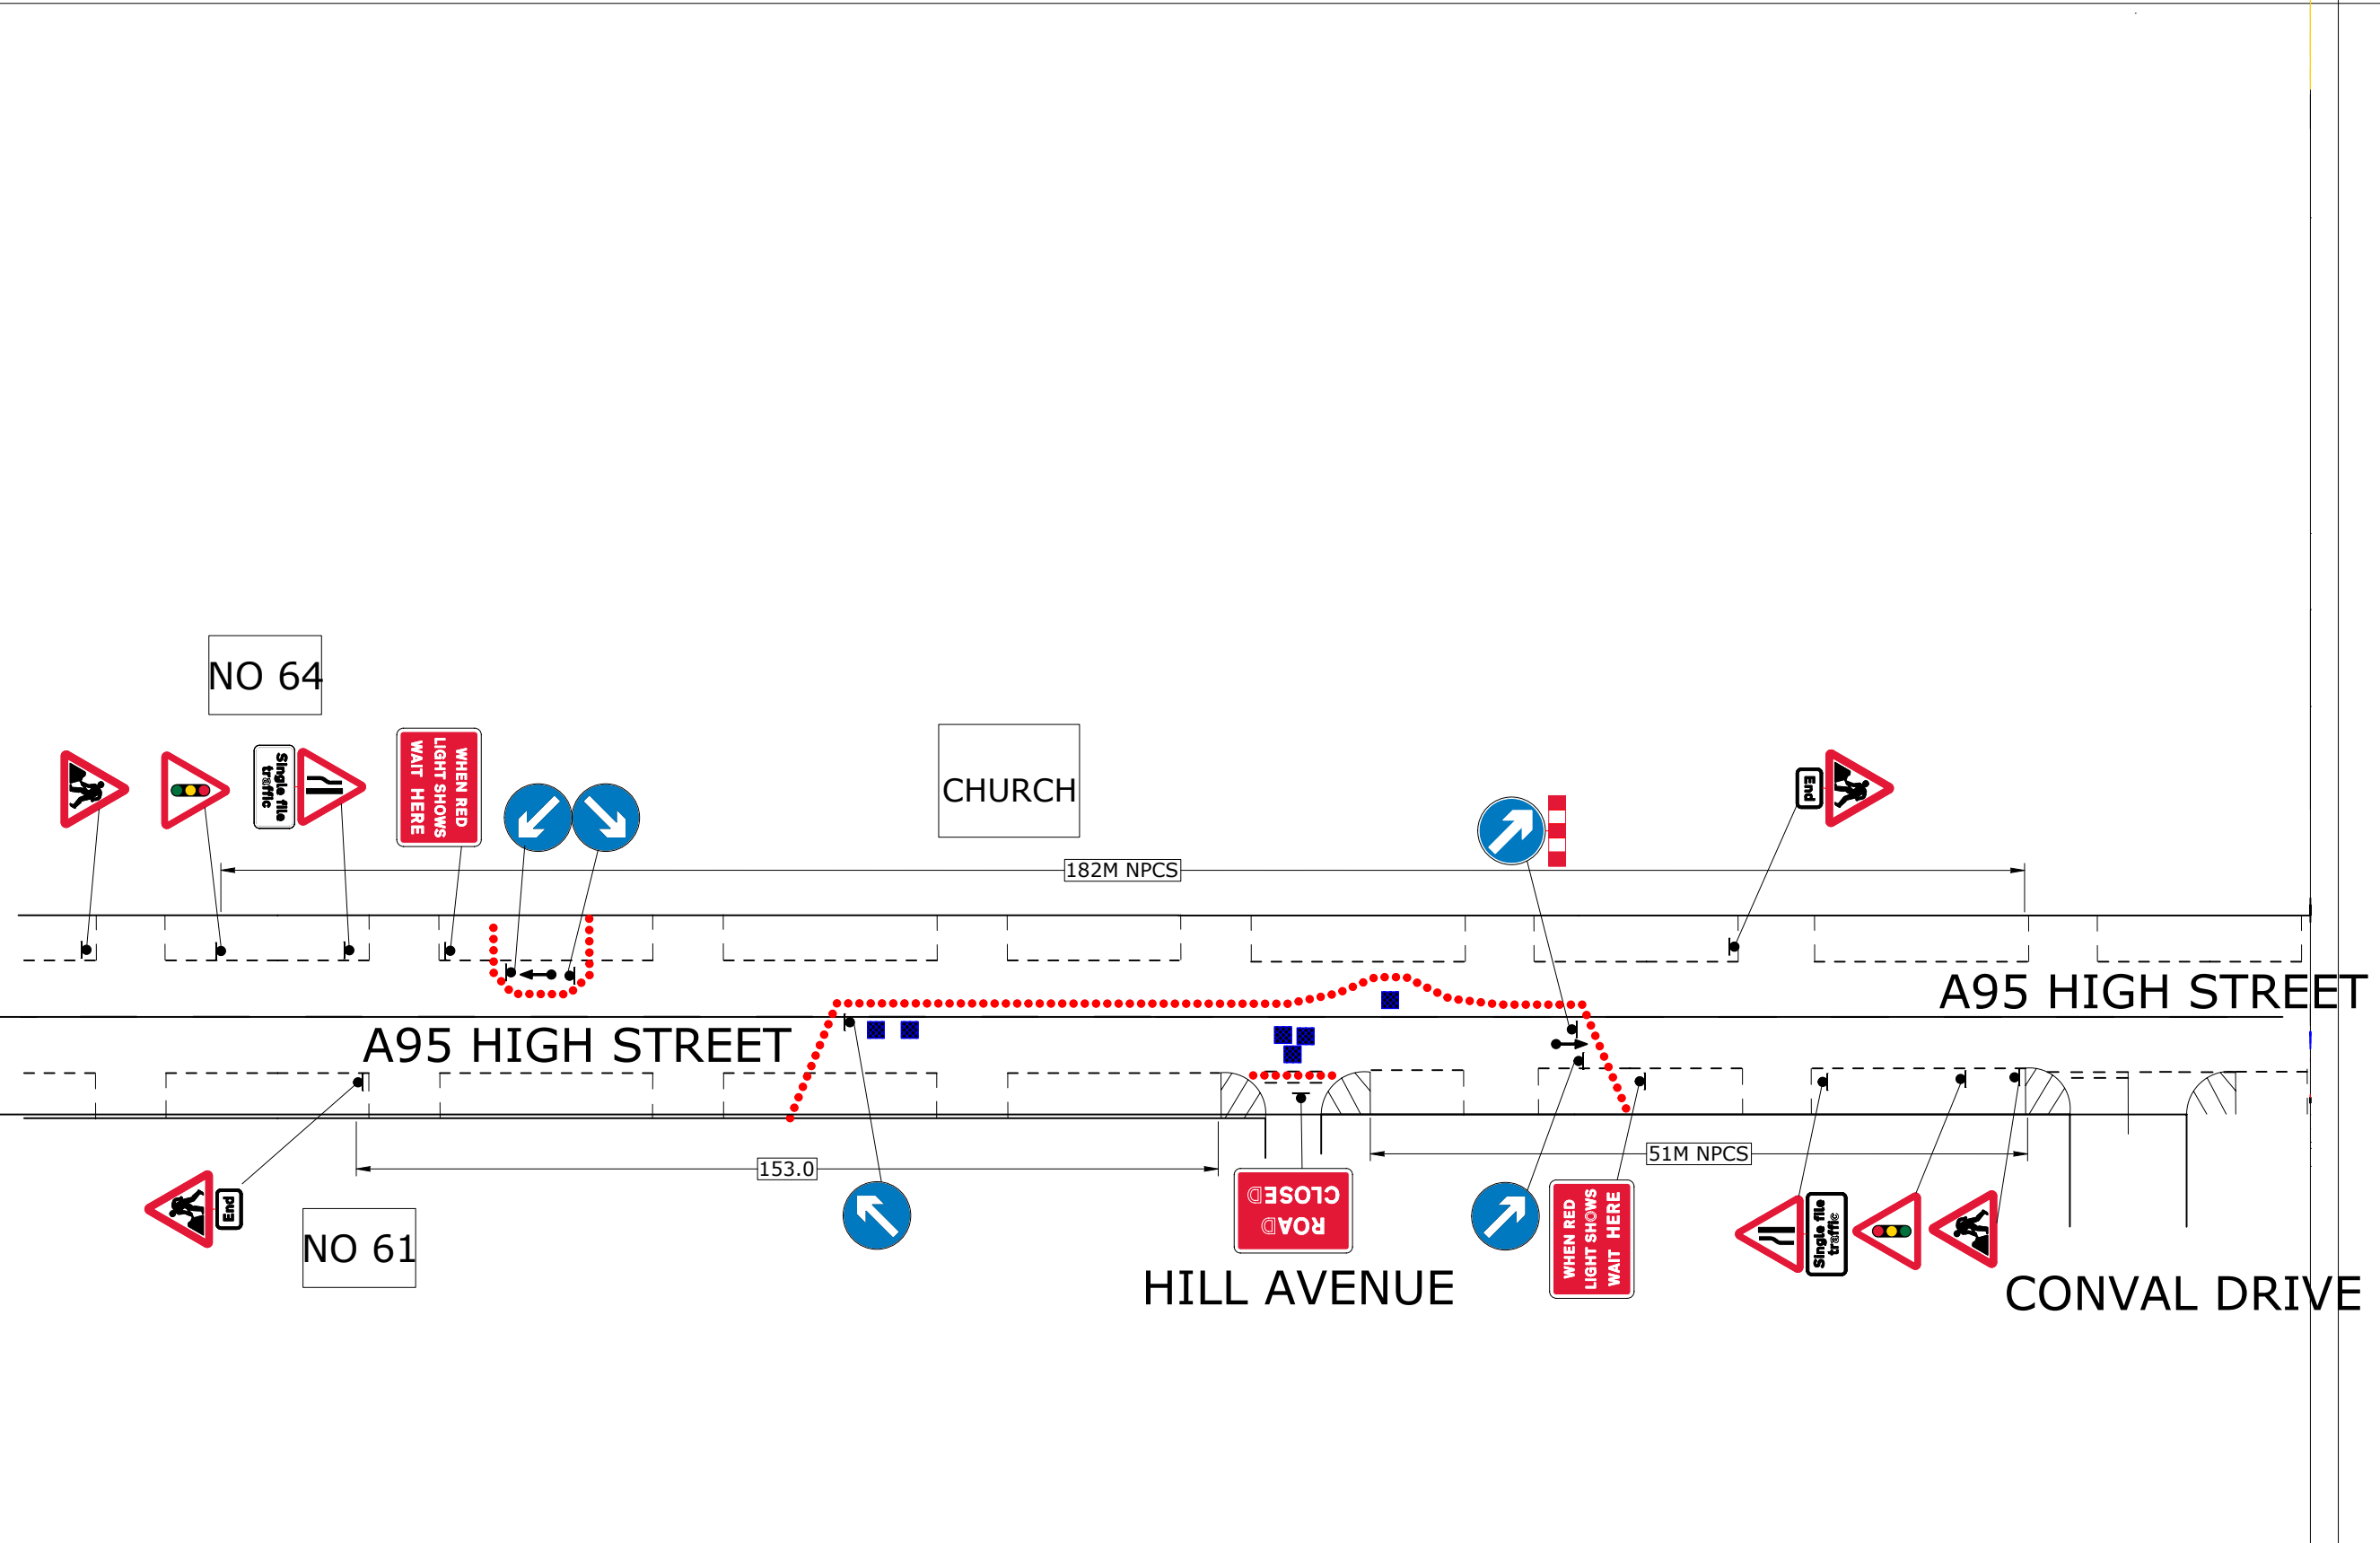 NO 64
Single file
traffic
WHEN RED
LIGHT SHOWS
WAIT HERE
CHURCH
End
182M NPCS
A95 HIGH STREET
A95 HIGH STREET
153.0
51M NPCS
End
NO 61
ROAD
CLOSED
WHEN RED
LIGHT SHOWS
WAIT HERE
Single file
traffic
HILL AVENUE
CONVAL DRIVE